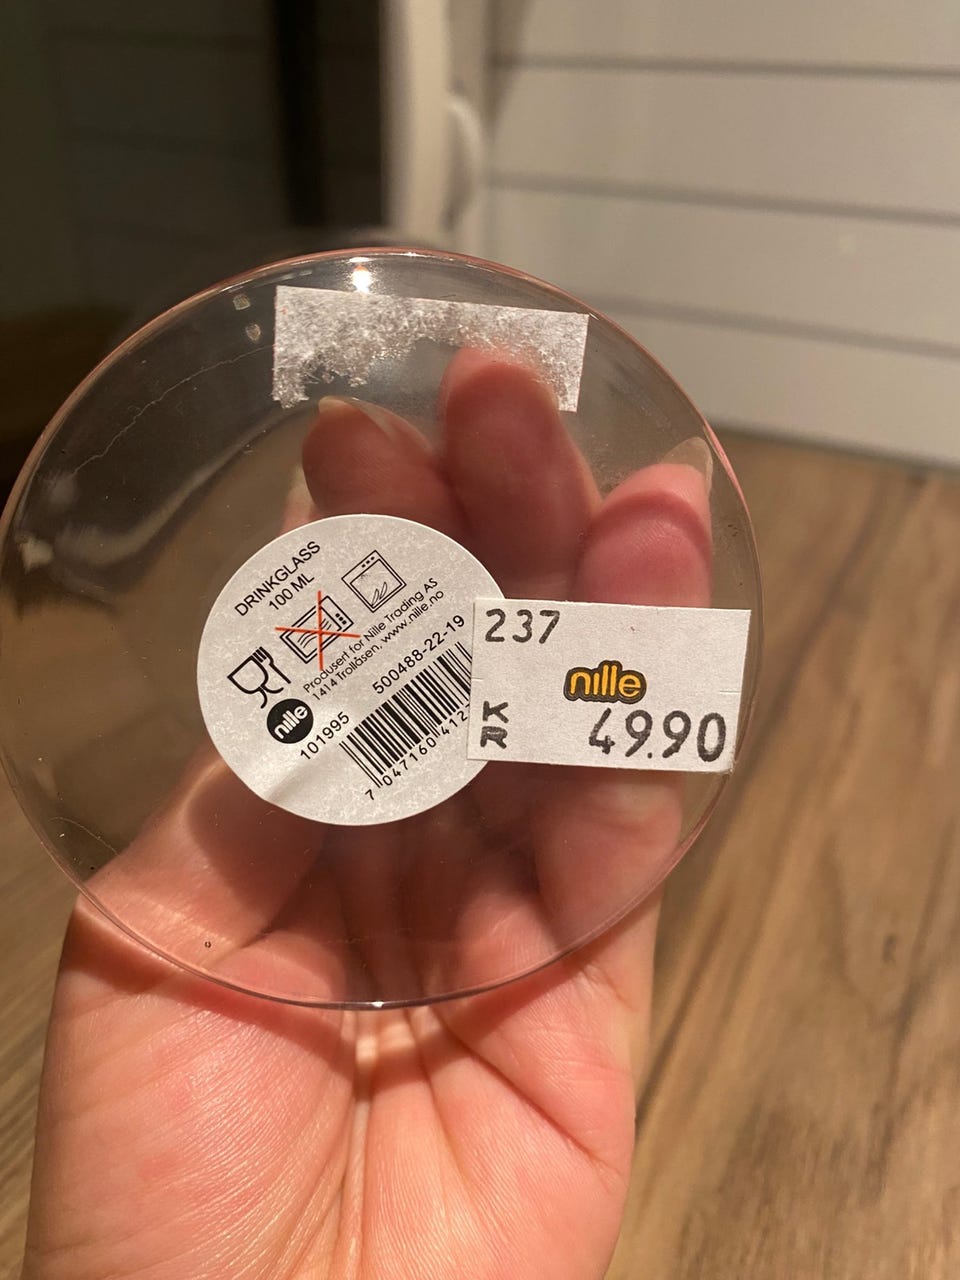 DRINKGLASS
100 ML
Produsert for Nille Trading AS
1414 Trollåsen. www.nille.no
nille
101995
500488-22-19
7 047160 412
237
nille
KR 49.90